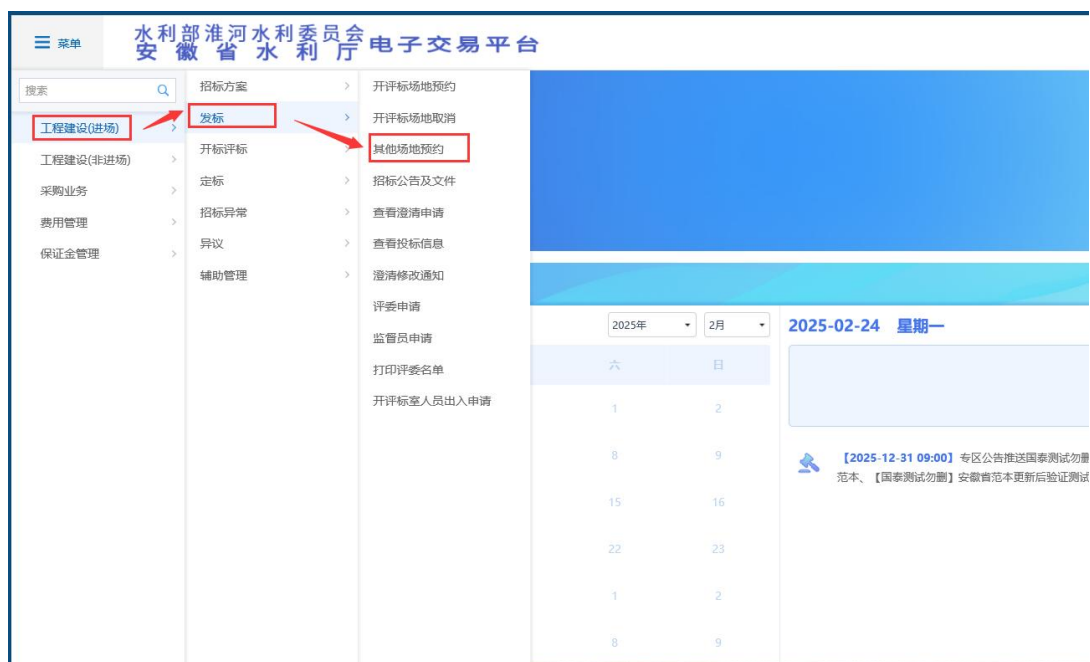 菜单
水利部淮河水利委员会
安徽省水利厅
电子交易平台
搜索
工程建设(进场)
工程建设(非进场)
采购业务
费用管理
保证金管理
招标方案
发标
开标评标
定标
招标异常
异议
辅助管理
开评标场地预约
开评标场地取消
其他场地预约
招标公告及文件
查看澄清申请
查看投标信息
澄清修改通知
评委申请
监督员申请
打印评委名单
开评标室人员出入申请
2025年 2月
六 日
1 2
8 9
15 16
22 23
1 2
8 9
2025-02-24 星期一
【2025-12-31 09:00】专区公告推送国泰测试勿删
范本、【国泰测试勿删】安徽省范本更新后验证测试